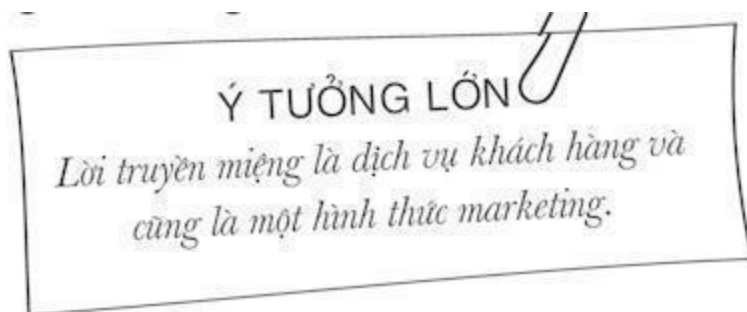 Ý TƯỞNG LỚN
Lời truyền miệng là dịch vụ khách hàng và
cũng là một hình thức marketing.